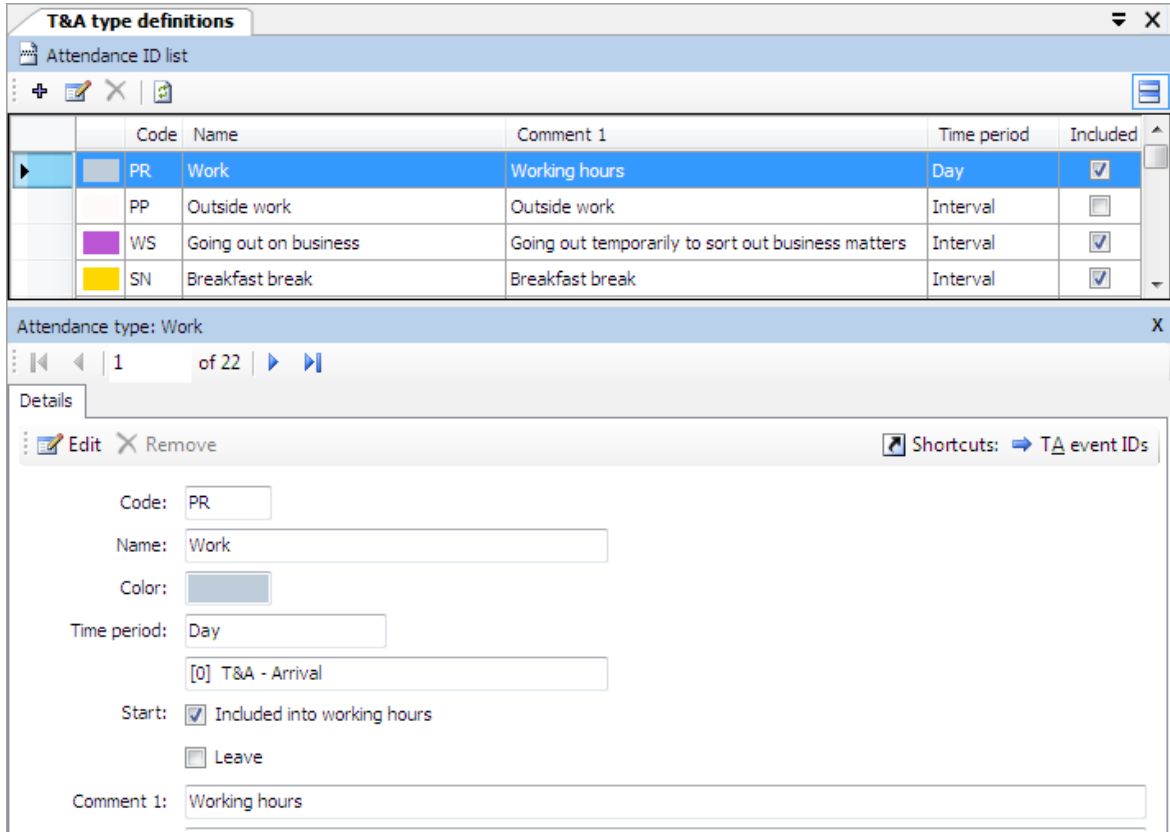 T&A type definitions X
Attendance ID list
Code Name Comment 1 Time period Included
PR Work Working hours Day
PP Outside work Outside work Interval
WS Going out on business Going out temporarily to sort out business matters Interval
SN Breakfast break Breakfast break Interval
Attendance type: Work X
1 of 22
Details
Edit Remove Shortcuts: TA event IDs
Code: PR
Name: Work
Color:
Time period: Day
[0] T&A - Arrival
Start: Included into working hours
Leave
Comment 1: Working hours